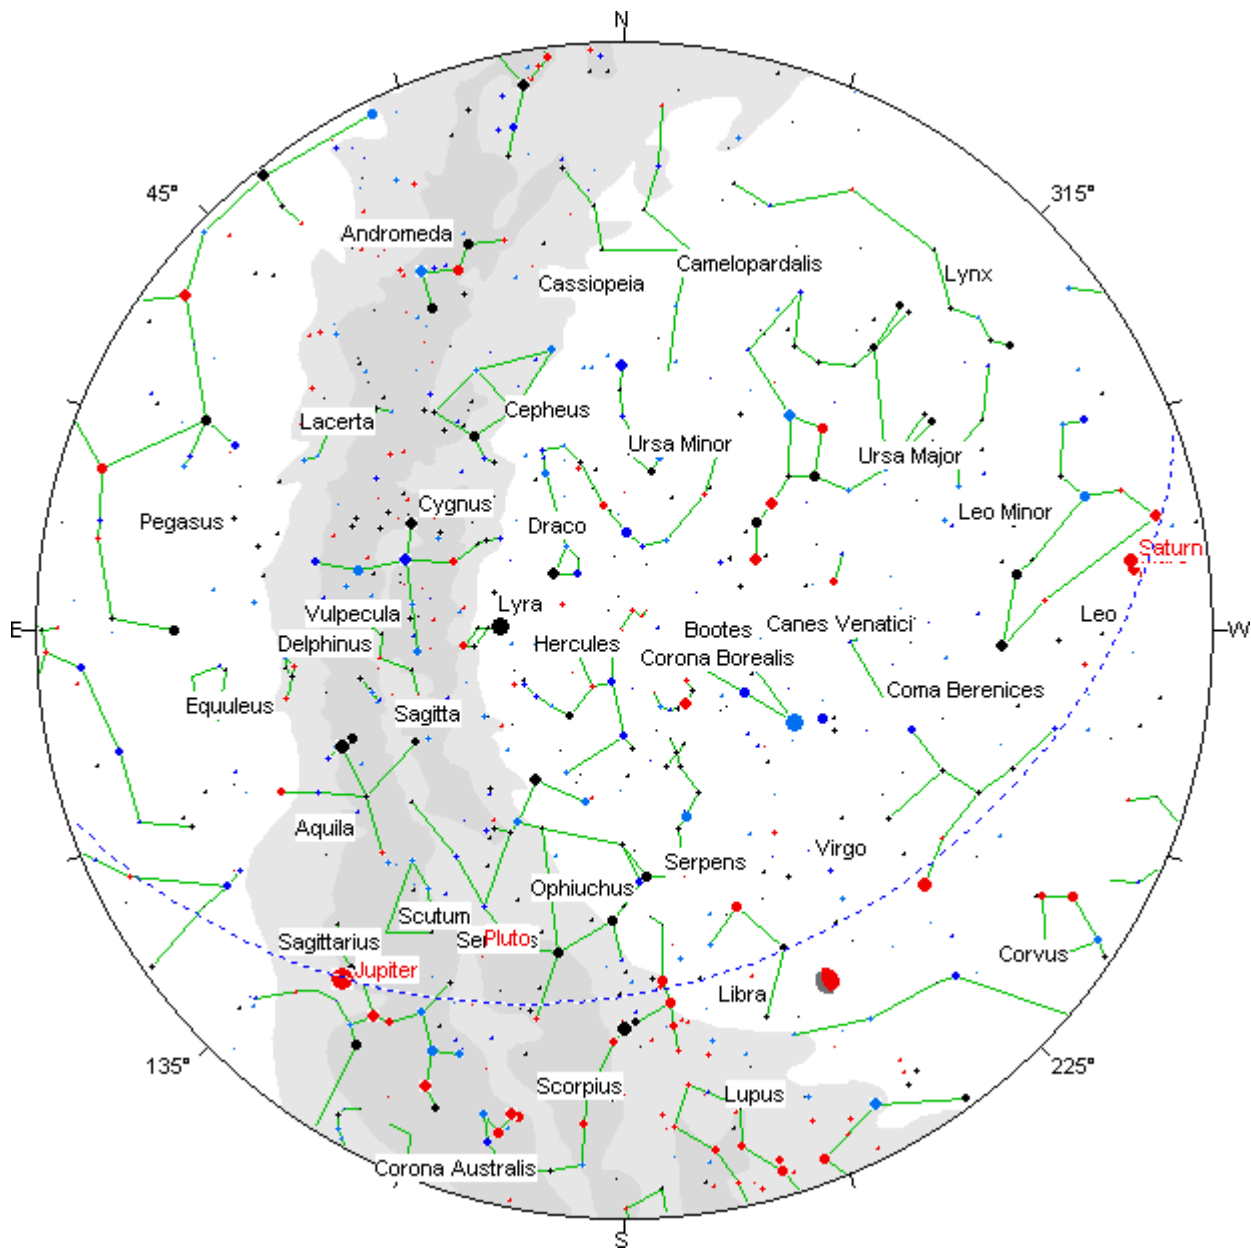 N
45°
315°
Andromeda
Camelopardalis
Cassiopeia
Lynx
Lacerta
Cepheus
Ursa Minor
Ursa Major
Cygnus
Pegasus
Draco
Leo Minor
Saturn
Vulpecula
Lyra
Leo
E
W
Delphinus
Hercules
Bootes
Canes Venatici
Corona Borealis
Equuleus
Sagitta
Coma Berenices
Aquila
Virgo
Serpens
Ophiuchus
Scutum
Pluto
Sagittarius
Jupiter
Corvus
Libra
135°
225°
Scorpius
Lupus
Corona Australis
S